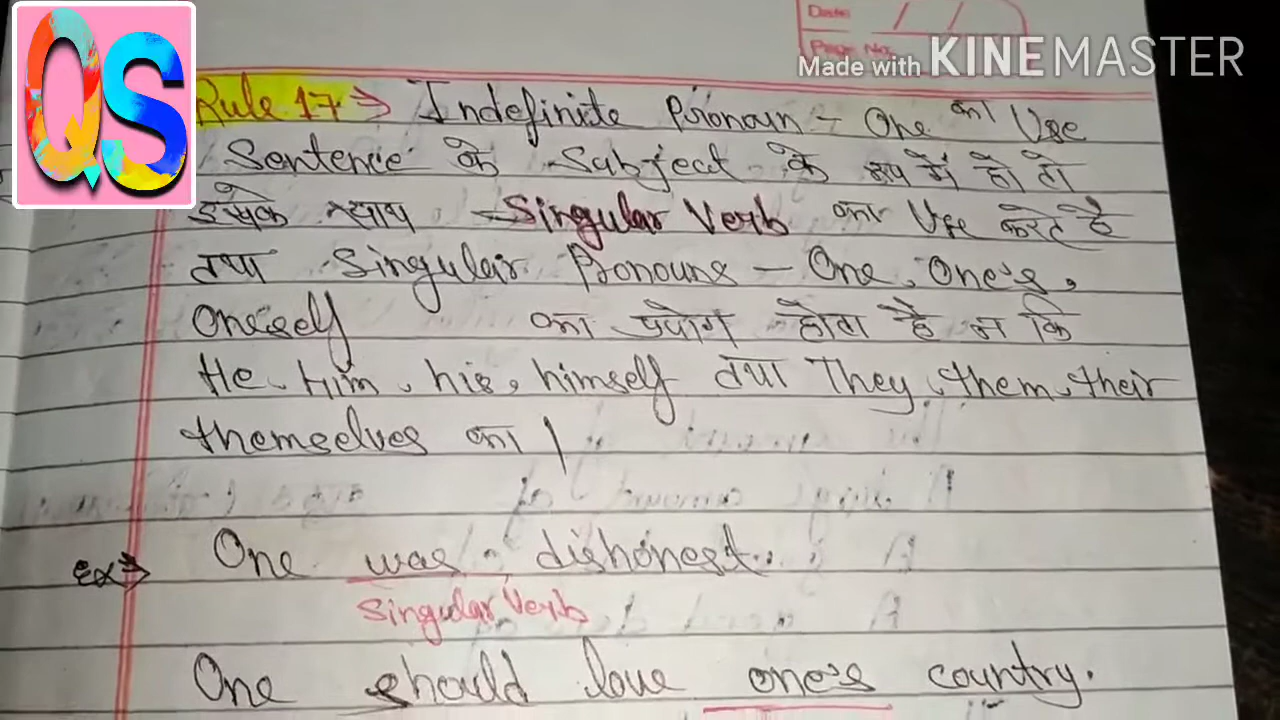 QS
Date
Page No.
Made with KINEMASTER
Rule 17 → Indefinite Pronoun - One का Use
Sentence के Subject के रूप में हो तो
इसके साथ - Singular Verb का Use करते है
तथा Singular Pronouns - One, One's,
Oneself का प्रयोग होता है न कि
He, Him, his, himself तथा They, them, their
themselves का |
Ex→ One was dishonest.
Singular Verb
One should love one's country.